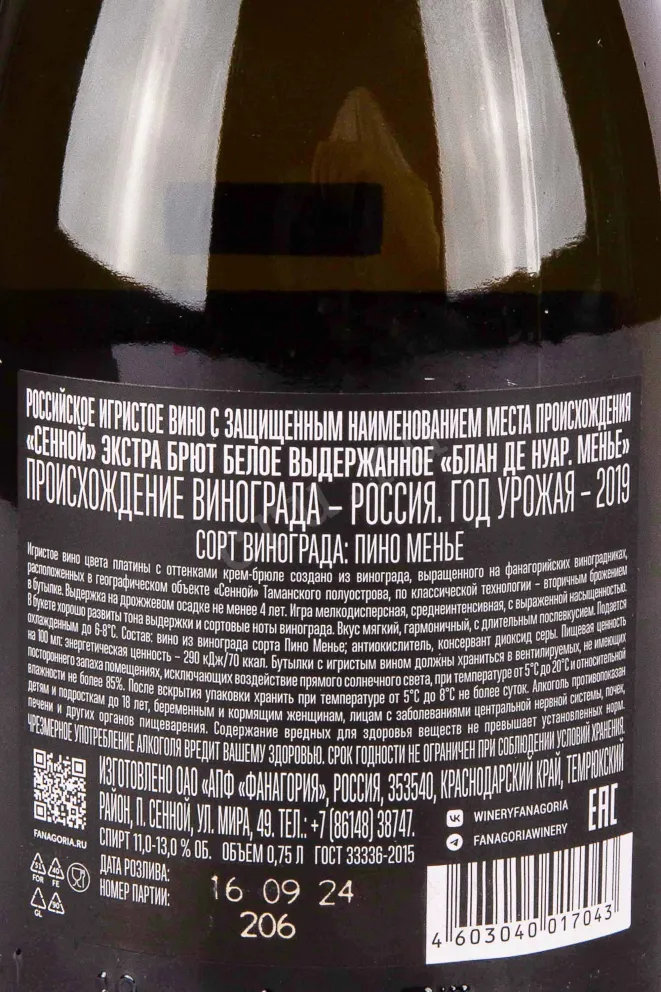 РОССИЙСКОЕ ИГРИСТОЕ ВИНО С ЗАЩИЩЕННЫМ НАИМЕНОВАНИЕМ МЕСТА ПРОИСХОЖДЕНИЯ
«СЕННОЙ» ЭКСТРА БРЮТ БЕЛОЕ ВЫДЕРЖАННОЕ «БЛАН ДЕ НУАР. МЕНЬЕ»
ПРОИСХОЖДЕНИЕ ВИНОГРАДА – РОССИЯ. ГОД УРОЖАЯ – 2019
СОРТ ВИНОГРАДА: ПИНО МЕНЬЕ
Игристое вино цвета платины с оттенками крем-брюле создано из винограда, выращенного на фанагорийских виноградниках,
расположенных в географическом объекте «Сенной» Таманского полуострова, по классической технологии – вторичным брожением
в бутылке. Выдержка на дрожжевом осадке не менее 4 лет. Игра мелкодисперсная, среднеинтенсивная, с выраженной насыщенностью.
В букете хорошо развиты тона выдержки и сортовые ноты винограда. Вкус мягкий, гармоничный, с длительным послевкусием. Подается
охлажденным до 6-8°С. Состав: вино из винограда сорта Пино Менье; антиокислитель, консервант диоксид серы. Пищевая ценность
на 100 мл: энергетическая ценность – 290 кДж/70 ккал. Бутылки с игристым вином должны храниться в вентилируемых, не имеющих
постороннего запаха помещениях, исключающих воздействие прямого солнечного света, при температуре от 5°С до 20°С и относительной
влажности не более 85%. После вскрытия упаковки хранить при температуре от 5°С до 8°С не более суток. Алкоголь противопоказан
детям и подросткам до 18 лет, беременным и кормящим женщинам, лицам с заболеваниями центральной нервной системы, почек,
печени и других органов пищеварения. Содержание вредных для здоровья веществ не превышает установленных норм.
ЧРЕЗМЕРНОЕ УПОТРЕБЛЕНИЕ АЛКОГОЛЯ ВРЕДИТ ВАШЕМУ ЗДОРОВЬЮ. СРОК ГОДНОСТИ НЕ ОГРАНИЧЕН ПРИ СОБЛЮДЕНИИ УСЛОВИЙ ХРАНЕНИЯ.
ИЗГОТОВЛЕНО ОАО «АПФ «ФАНАГОРИЯ», РОССИЯ, 353540, КРАСНОДАРСКИЙ КРАЙ, ТЕМРЮКСКИЙ
РАЙОН, П. СЕННОЙ, УЛ. МИРА, 49. ТЕЛ.: +7 (86148) 38747.
СПИРТ 11,0-13,0 % ОБ. ОБЪЁМ 0,75 Л ГОСТ 33336-2015
FANAGORIA.RU
WINERYFANAGORIA
FANAGORIAWINERY
EAC
51
FOR
40
FE
GL
90
ДАТА РОЗЛИВА: 16 09 24
НОМЕР ПАРТИИ: 206
4 603040 017043